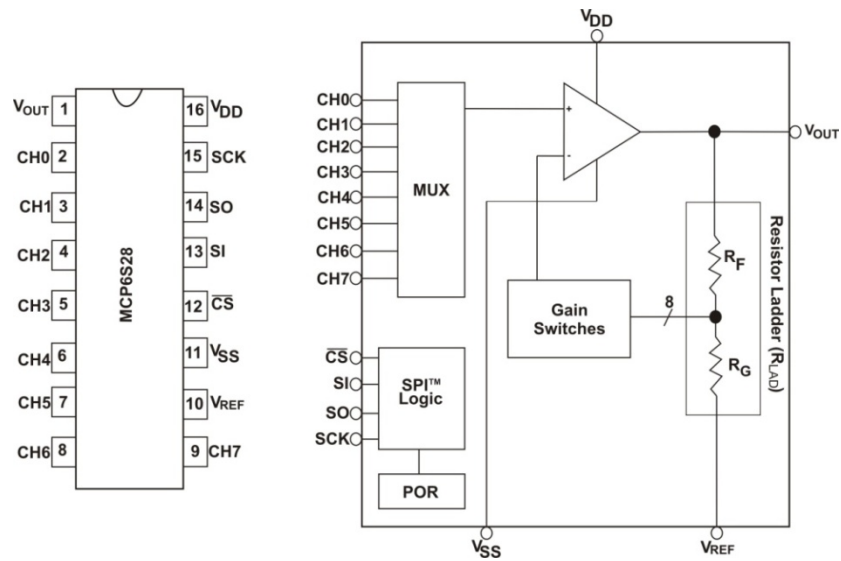 VOUT 1
CH0 2
CH1 3
CH2 4
CH3 5
CH4 6
CH5 7
CH6 8
MCP6S28
16 VDD
15 SCK
14 SO
13 SI
12 CS
11 VSS
10 VREF
9 CH7
VDD
CH0
CH1
CH2
CH3
CH4
CH5
CH6
CH7
MUX
+
-
VOUT
Gain
Switches
8
RF
RG
Resistor Ladder (RLAD)
CS
SI
SO
SCK
SPI™
Logic
POR
VSS
VREF